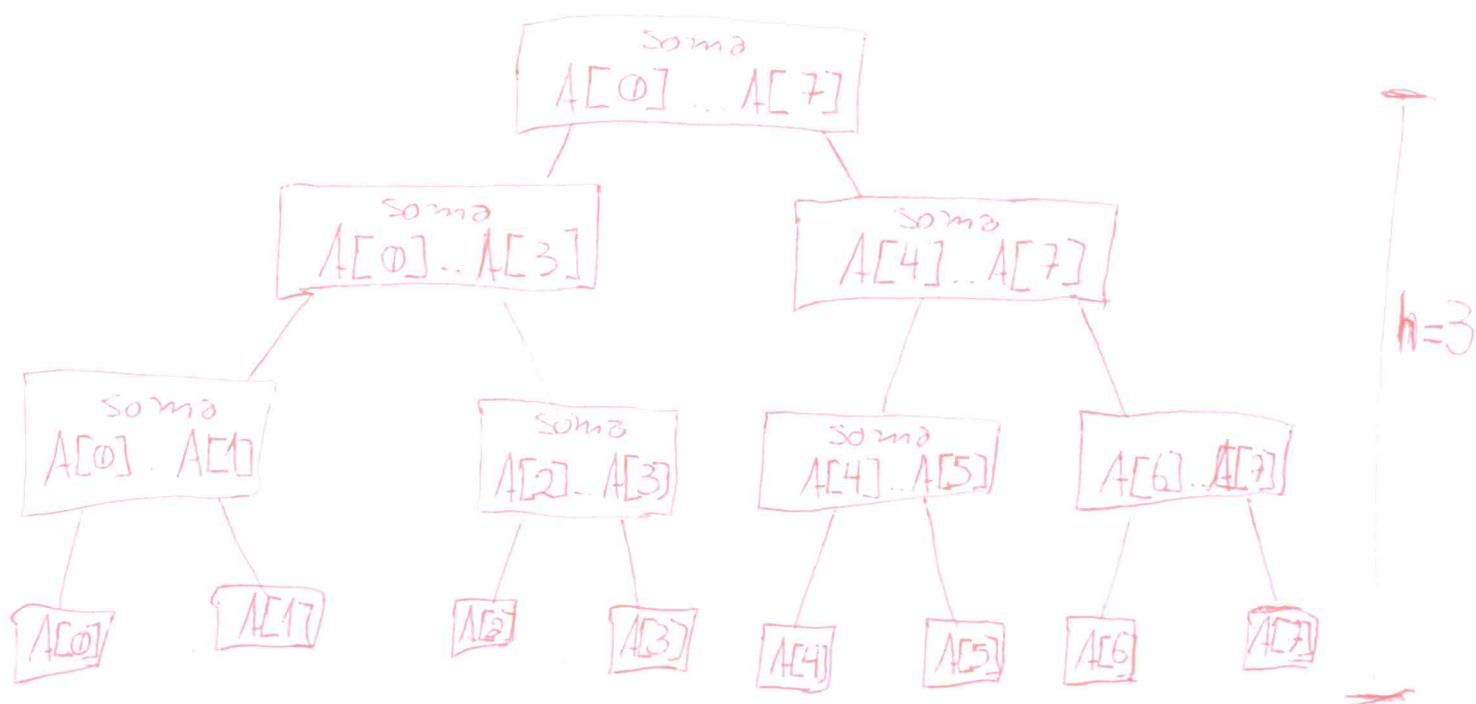 soma
A[0] .. A[7]
soma
A[0] .. A[3]
soma
A[4] .. A[7]
h=3
soma
A[0] . A[1]
soma
A[2] .. A[3]
soma
A[4] .. A[5]
A[6] .. A[7]
A[0]
A[1]
A[2]
A[3]
A[4]
A[5]
A[6]
A[7]